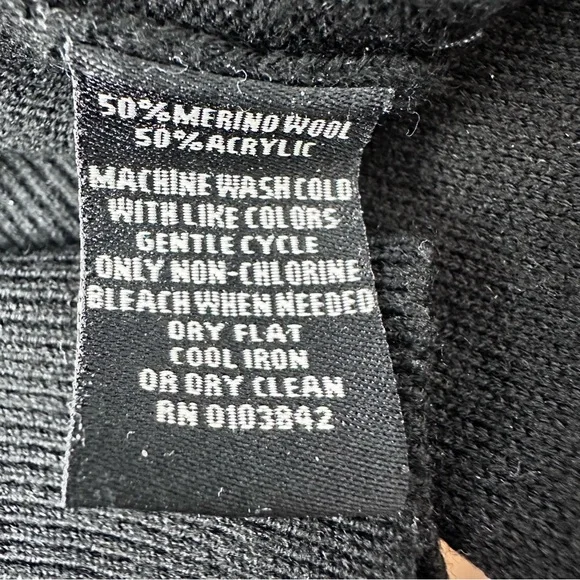 50%MERINO WOOL
50%ACRYLIC
MACHINE WASH COLD
WITH LIKE COLORS
GENTLE CYCLE
ONLY NON-CHLORINE
BLEACH WHEN NEEDED
DRY FLAT
COOL IRON
OR DRY CLEAN
RN 0103842